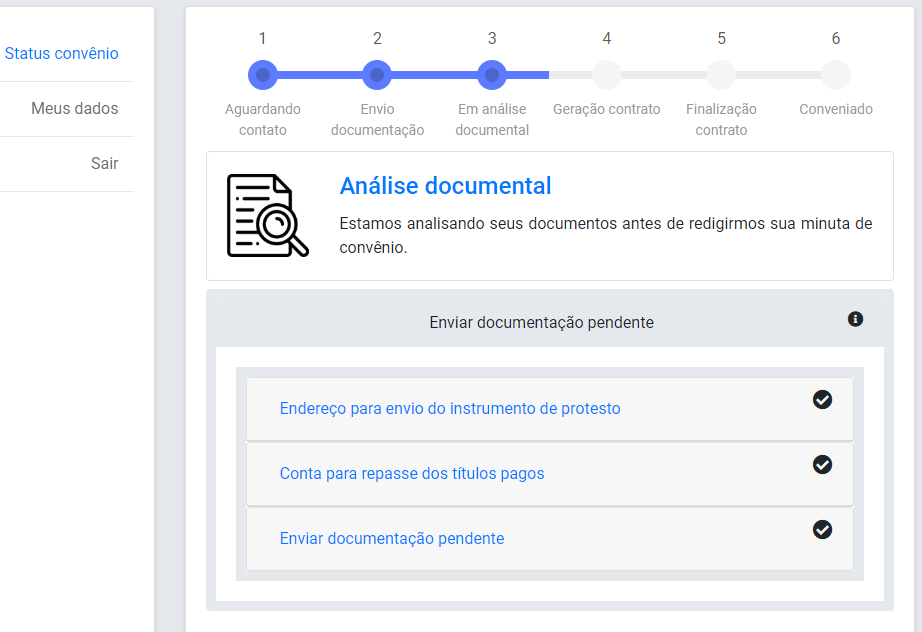 Status convênio
Meus dados
Sair
1
2
3
4
5
6
Aguardando
contato
Envio
documentação
Em análise
documental
Geração contrato
Finalização
contrato
Conveniado
Análise documental
Estamos analisando seus documentos antes de redigirmos sua minuta de
convênio.
Enviar documentação pendente
Endereço para envio do instrumento de protesto
Conta para repasse dos títulos pagos
Enviar documentação pendente